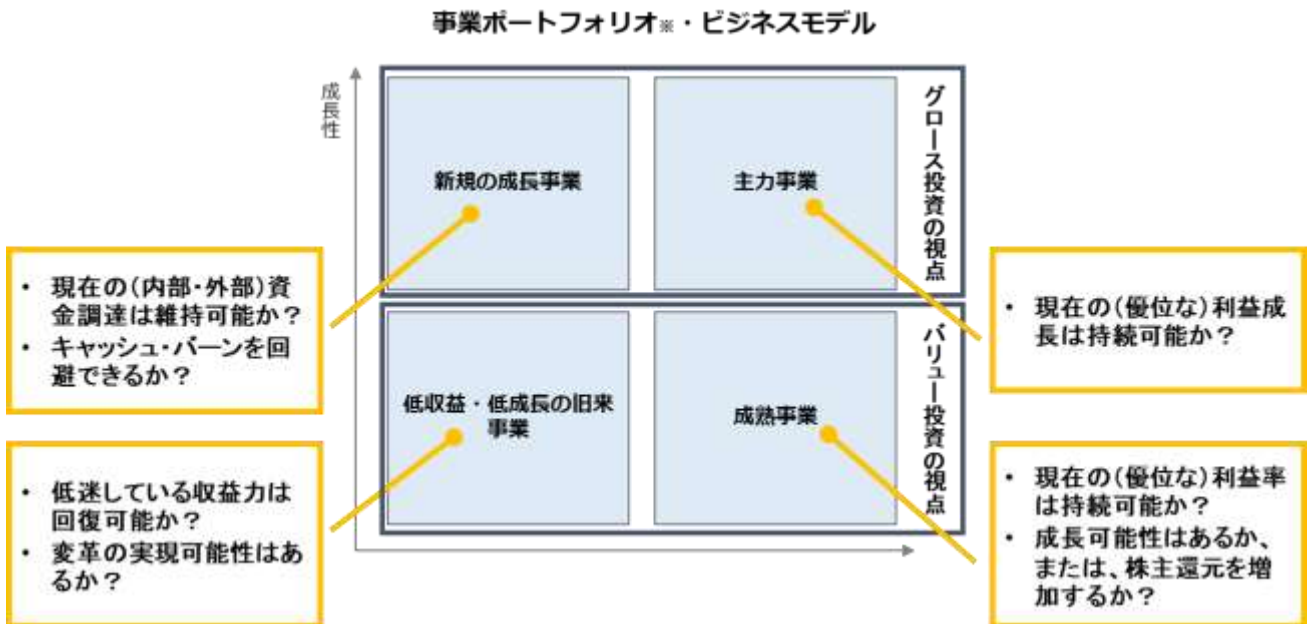 事業ポートフォリオ※・ビジネスモデル
成長性
グロース投資の視点
新規の成長事業
主力事業
・ 現在の(内部・外部)資
金調達は維持可能か？
・ キャッシュ・バーンを回
避できるか？
・ 現在の(優位な)利益成
長は持続可能か？
バリュー投資の視点
低収益・低成長の旧来
事業
成熟事業
・ 低迷している収益力は
回復可能か？
・ 変革の実現可能性はあ
るか？
・ 現在の(優位な)利益率
は持続可能か？
・ 成長可能性はあるか、
または、株主還元を増
加するか？